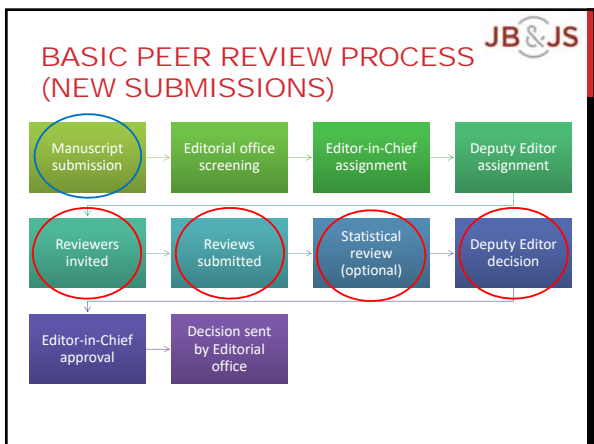 JB&JS
BASIC PEER REVIEW PROCESS
(NEW SUBMISSIONS)
Manuscript
submission
Editorial office
screening
Editor-in-Chief
assignment
Deputy Editor
assignment
Reviewers
invited
Reviews
submitted
Statistical
review
(optional)
Deputy Editor
decision
Editor-in-Chief
approval
Decision sent
by Editorial
office